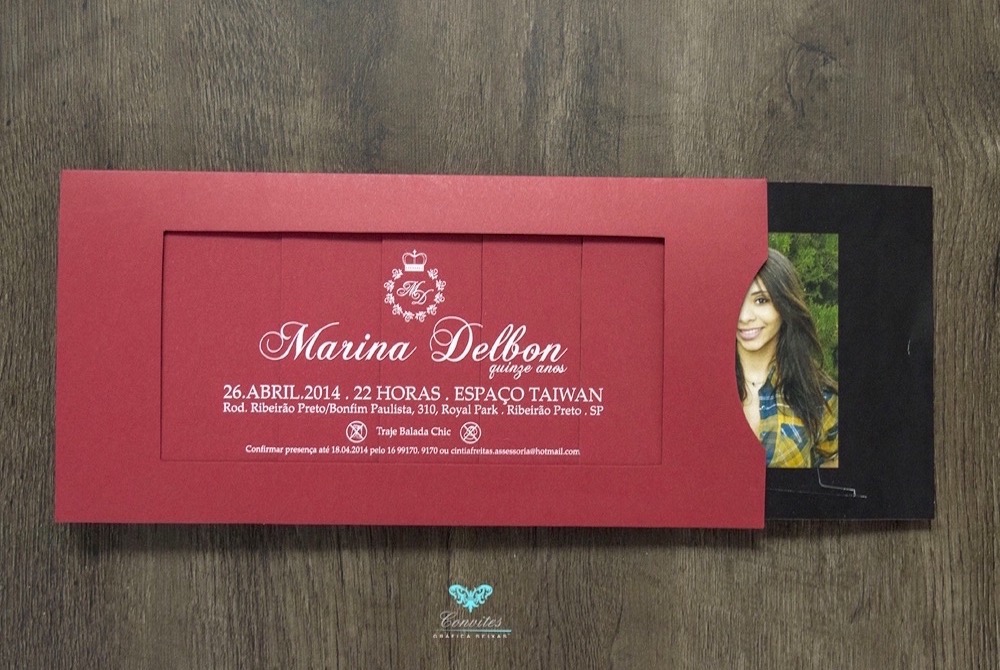 MD
Marina Delbon
quinze anos
26.ABRIL.2014 . 22 HORAS . ESPAÇO TAIWAN
Rod. Ribeirão Preto/Bonfim Paulista, 310, Royal Park . Ribeirão Preto . SP
Traje Balada Chic
Confirmar presença até 18.04.2014 pelo 16 99170. 9170 ou cintiafreitas.assessoria@hotmail.com
Convites
GRÁFICA SEIXAS